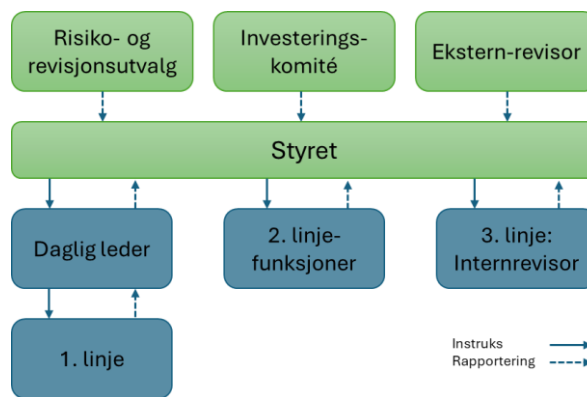 Risiko- og
revisjonsutvalg
Investerings-
komité
Ekstern-revisor
Styret
Daglig leder
2. linje-
funksjoner
3. linje:
Internrevisor
1. linje
Instruks
Rapportering